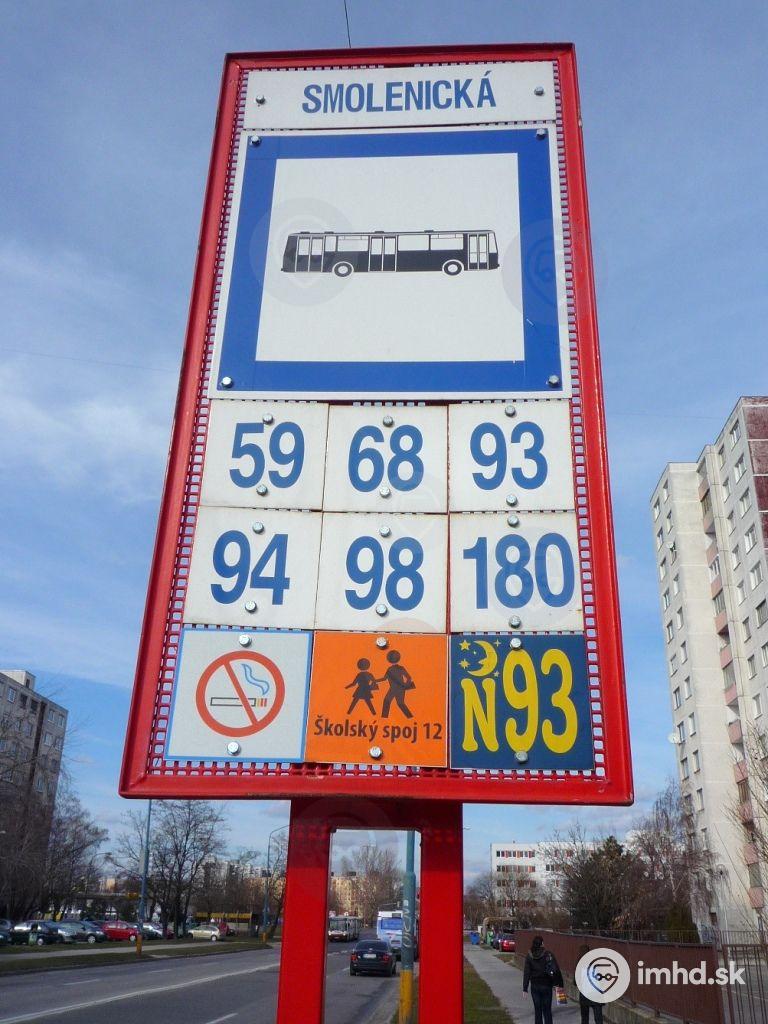 SMOLENICKÁ
59 68 93
94 98 180
Školský spoj 12
N93
imhd.sk